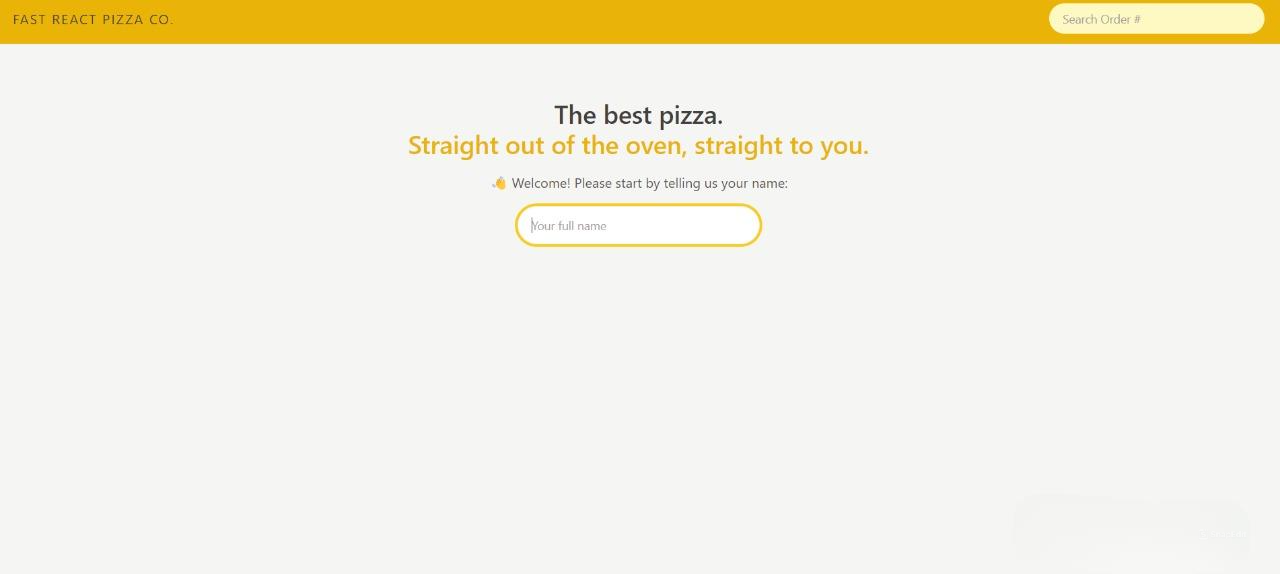 FAST REACT PIZZA CO.
Search Order #
The best pizza.
Straight out of the oven, straight to you.
👋 Welcome! Please start by telling us your name:
Your full name